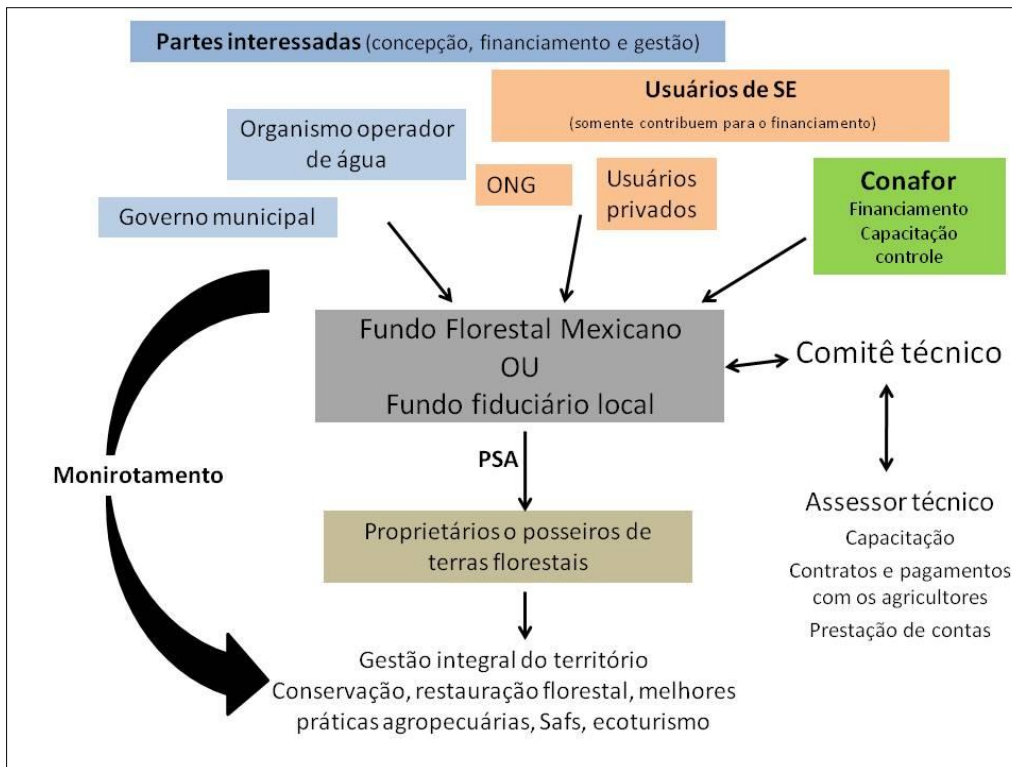 Partes interessadas (concepção, financiamento e gestão)
Usuários de SE
(somente contribuem para o financiamento)
Organismo operador
de água
ONG
Usuários
privados
Conafor
Financiamento
Capacitação
controle
Governo municipal
Fundo Florestal Mexicano
OU
Fundo fiduciário local
Comitê técnico
PSA
Monirotamento
Proprietários o posseiros de
terras florestais
Assessor técnico
Capacitação
Contratos e pagamentos
com os agricultores
Prestação de contas
Gestão integral do território
Conservação, restauração florestal, melhores
práticas agropecuárias, Safs, ecoturismo